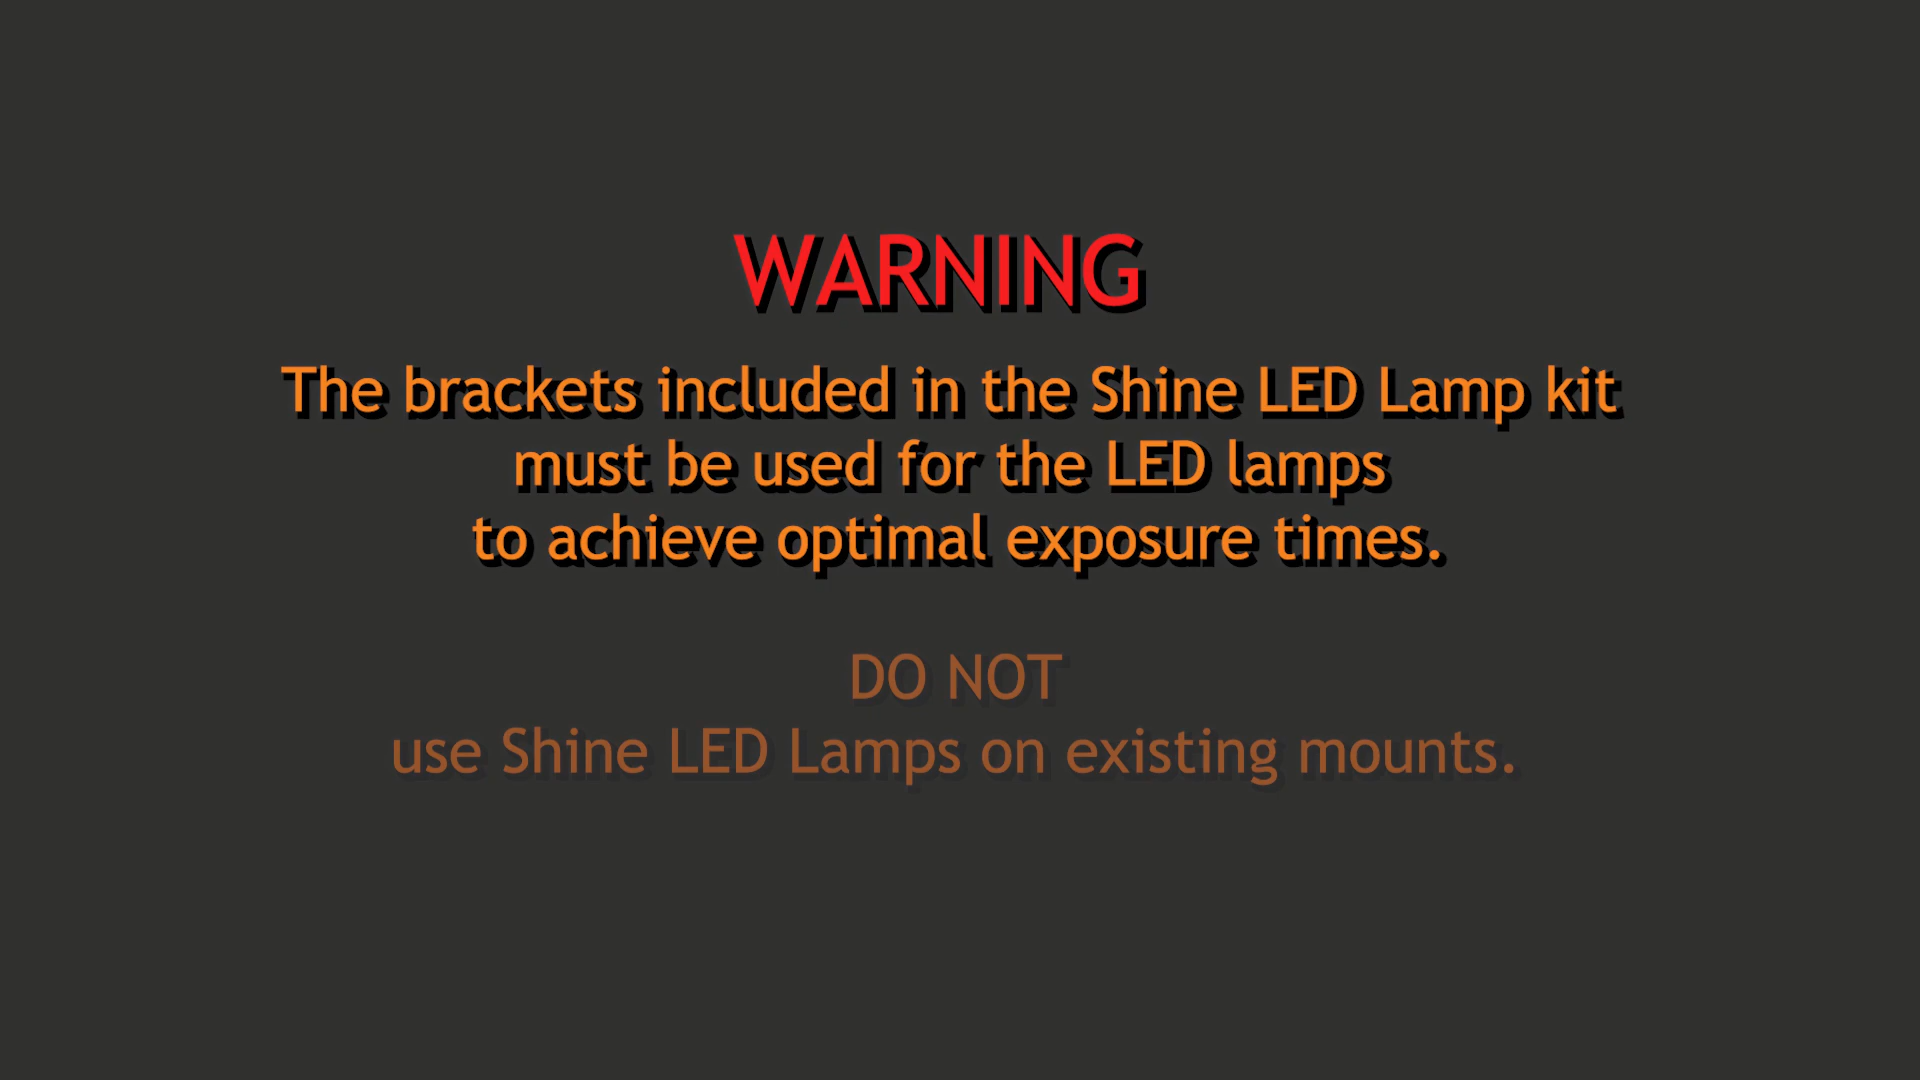 WARNING
The brackets included in the Shine LED Lamp kit
must be used for the LED lamps
to achieve optimal exposure times.
DO NOT
use Shine LED Lamps on existing mounts.